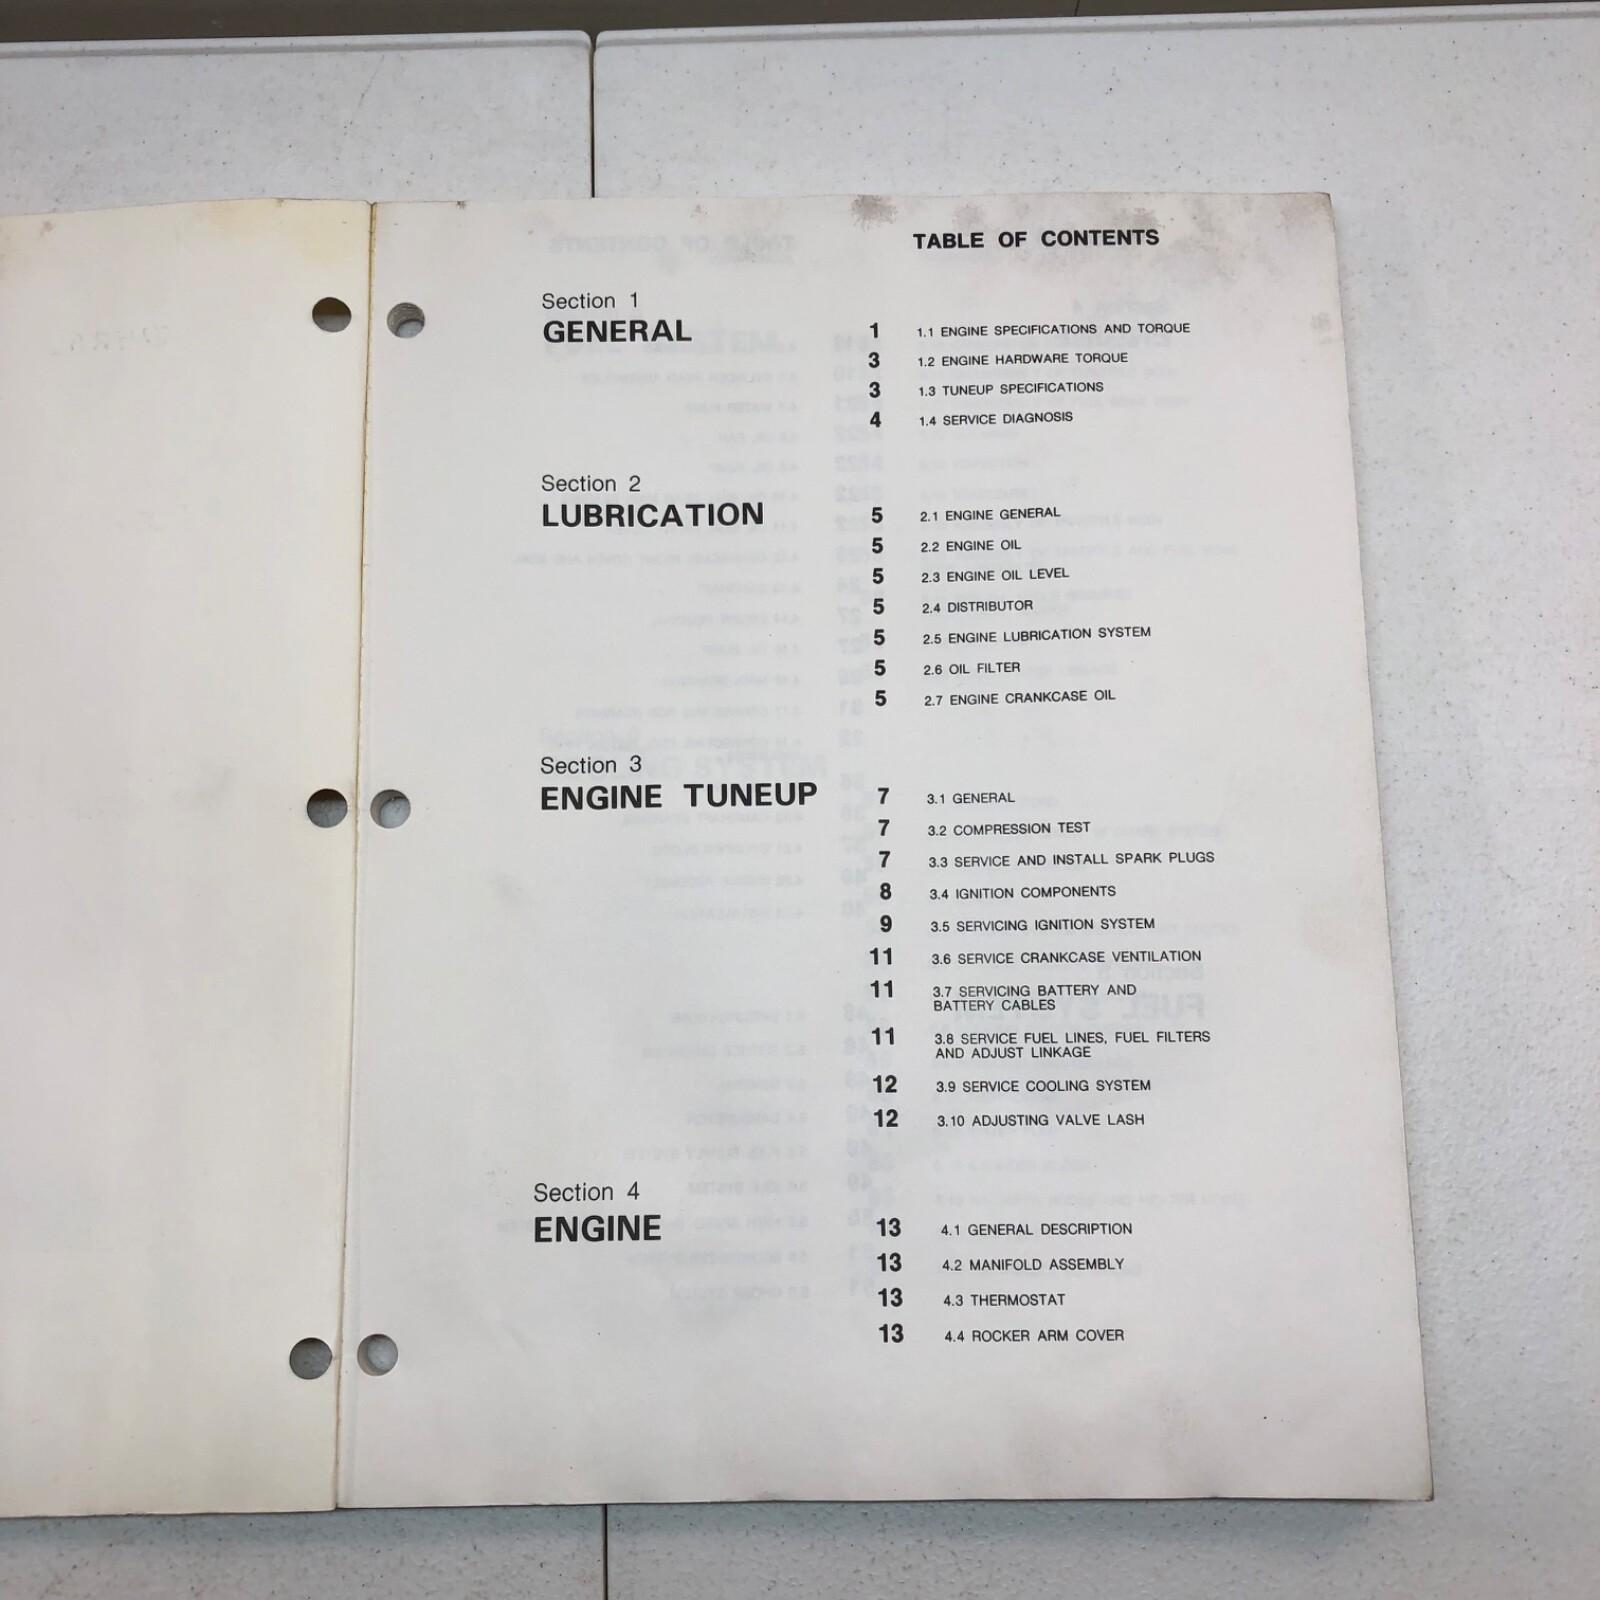 TABLE OF CONTENTS
Section 1
GENERAL
1 1.1 ENGINE SPECIFICATIONS AND TORQUE
3 1.2 ENGINE HARDWARE TORQUE
3 1.3 TUNEUP SPECIFICATIONS
4 1.4 SERVICE DIAGNOSIS
Section 2
LUBRICATION
5 2.1 ENGINE GENERAL
5 2.2 ENGINE OIL
5 2.3 ENGINE OIL LEVEL
5 2.4 DISTRIBUTOR
5 2.5 ENGINE LUBRICATION SYSTEM
5 2.6 OIL FILTER
5 2.7 ENGINE CRANKCASE OIL
Section 3
ENGINE TUNEUP
7 3.1 GENERAL
7 3.2 COMPRESSION TEST
7 3.3 SERVICE AND INSTALL SPARK PLUGS
8 3.4 IGNITION COMPONENTS
9 3.5 SERVICING IGNITION SYSTEM
11 3.6 SERVICE CRANKCASE VENTILATION
11 3.7 SERVICING BATTERY AND
BATTERY CABLES
11 3.8 SERVICE FUEL LINES, FUEL FILTERS
AND ADJUST LINKAGE
12 3.9 SERVICE COOLING SYSTEM
12 3.10 ADJUSTING VALVE LASH
Section 4
ENGINE
13 4.1 GENERAL DESCRIPTION
13 4.2 MANIFOLD ASSEMBLY
13 4.3 THERMOSTAT
13 4.4 ROCKER ARM COVER